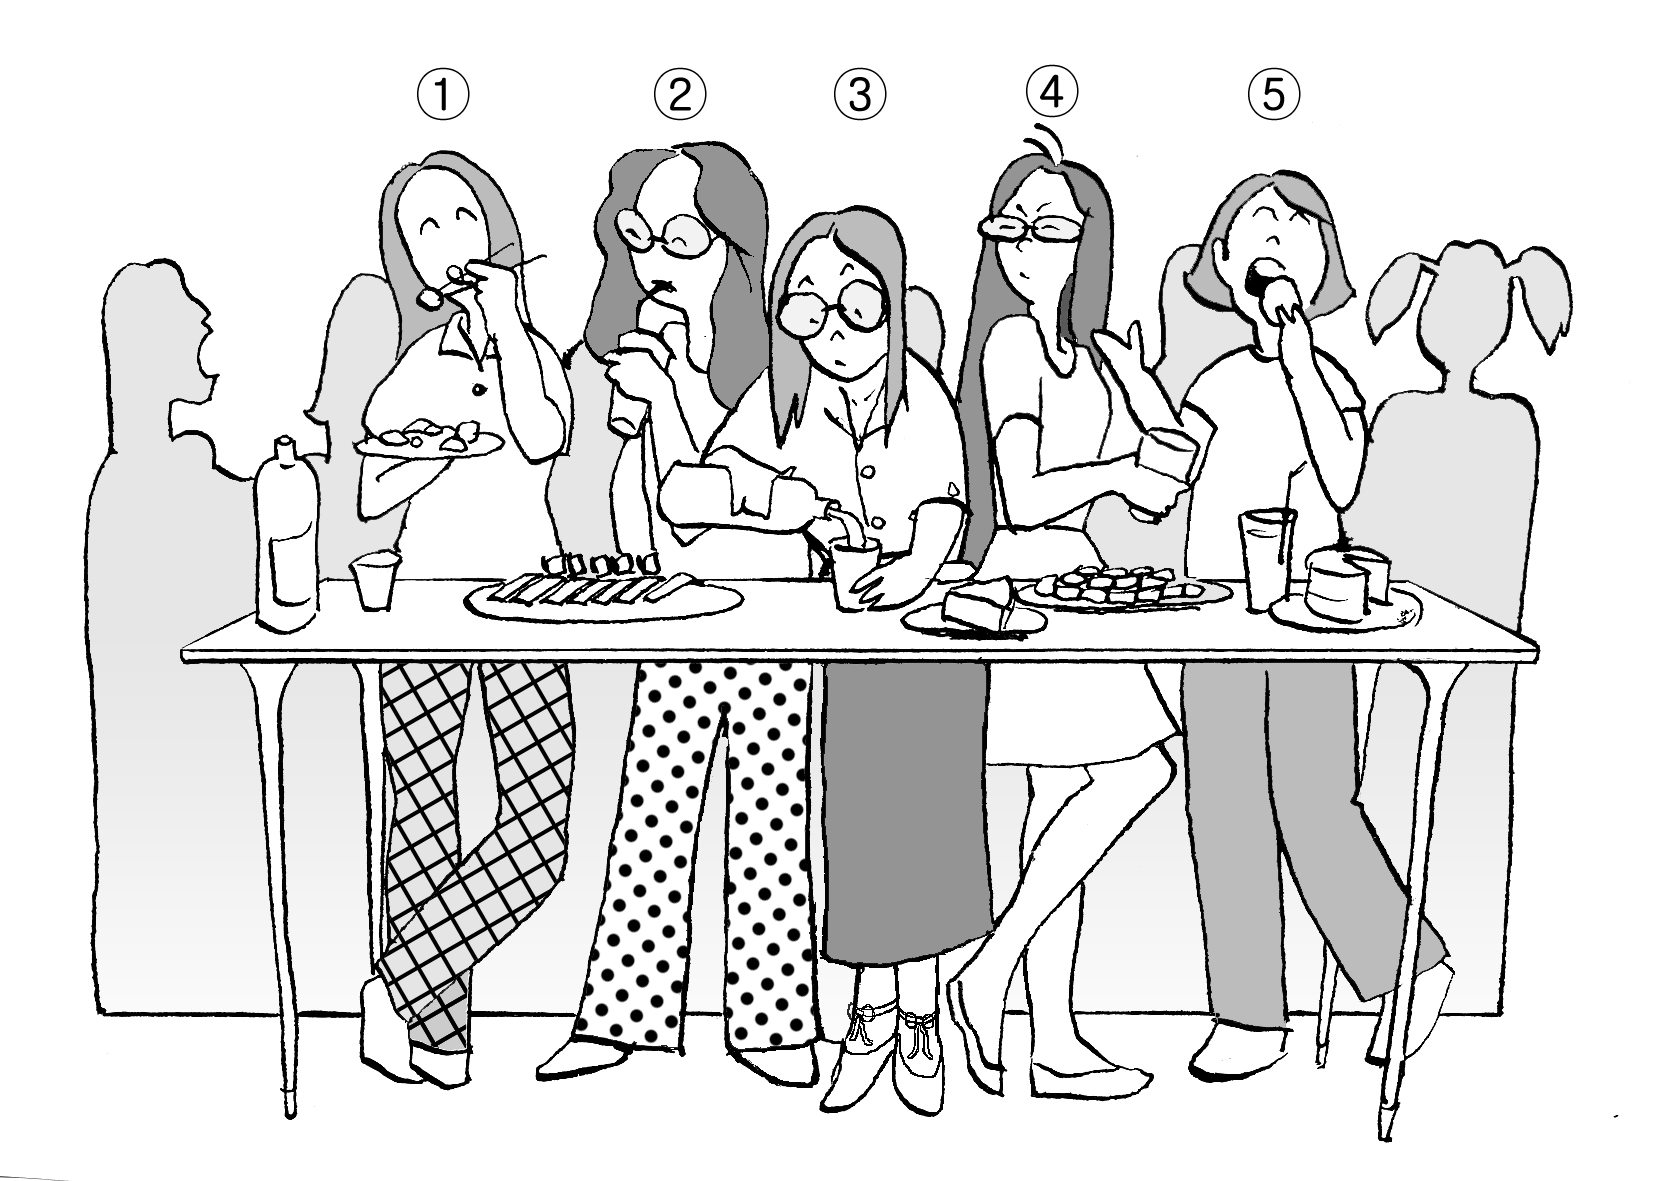 ① ② ③ ④ ⑤